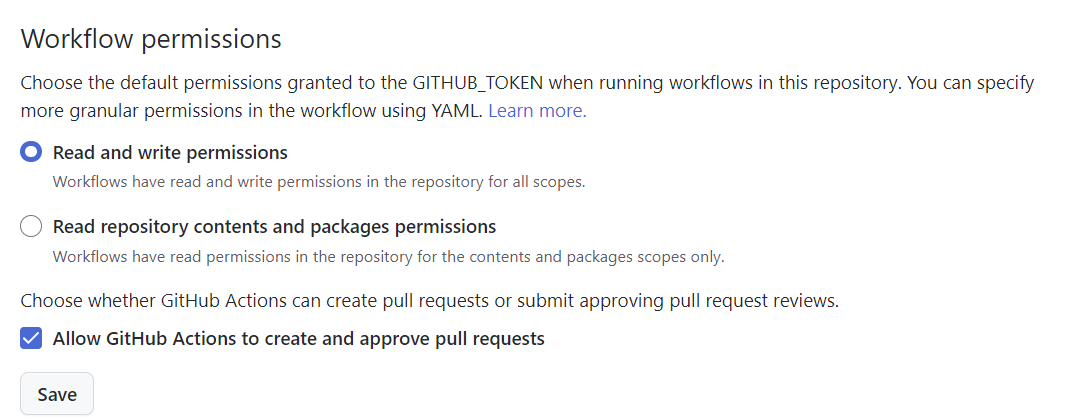 Workflow permissions
Choose the default permissions granted to the GITHUB_TOKEN when running workflows in this repository. You can specify
more granular permissions in the workflow using YAML. Learn more.
Read and write permissions
Workflows have read and write permissions in the repository for all scopes.
Read repository contents and packages permissions
Workflows have read permissions in the repository for the contents and packages scopes only.
Choose whether GitHub Actions can create pull requests or submit approving pull request reviews.
Allow GitHub Actions to create and approve pull requests
Save